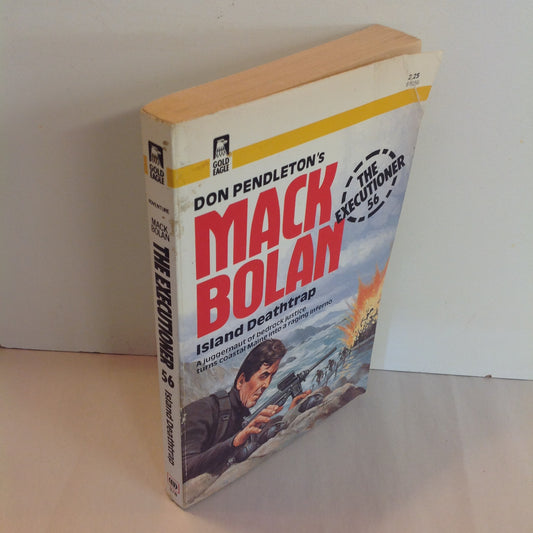 2.25
GOLD
EAGLE
DON PENDLETON'S
MACK
BOLAN
THE
EXECUTIONER
56
Island Deathtrap
A juggernaut of bedrock justice
turns coastal Maine into a raging inferno
GOLD
EAGLE
ADVENTURE
MACK
BOLAN
THE EXECUTIONER
56
Island Deathtrap